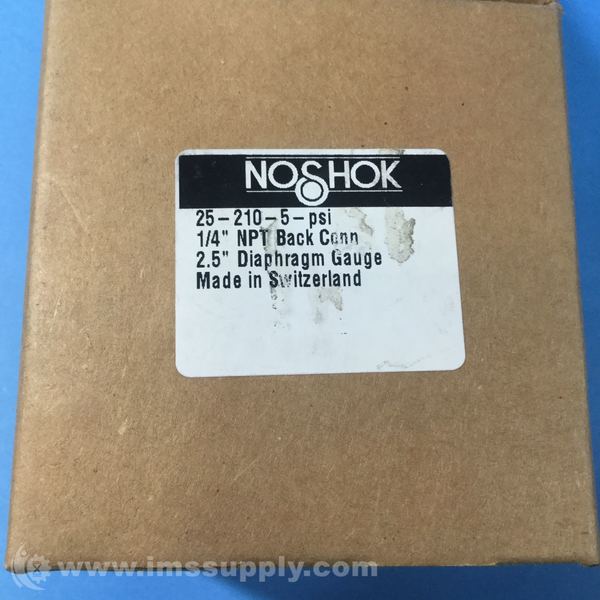 NOSHOK
25-210-5-psi
1/4" NPT Back Conn
2.5" Diaphragm Gauge
Made in Switzerland
www.imssupply.com